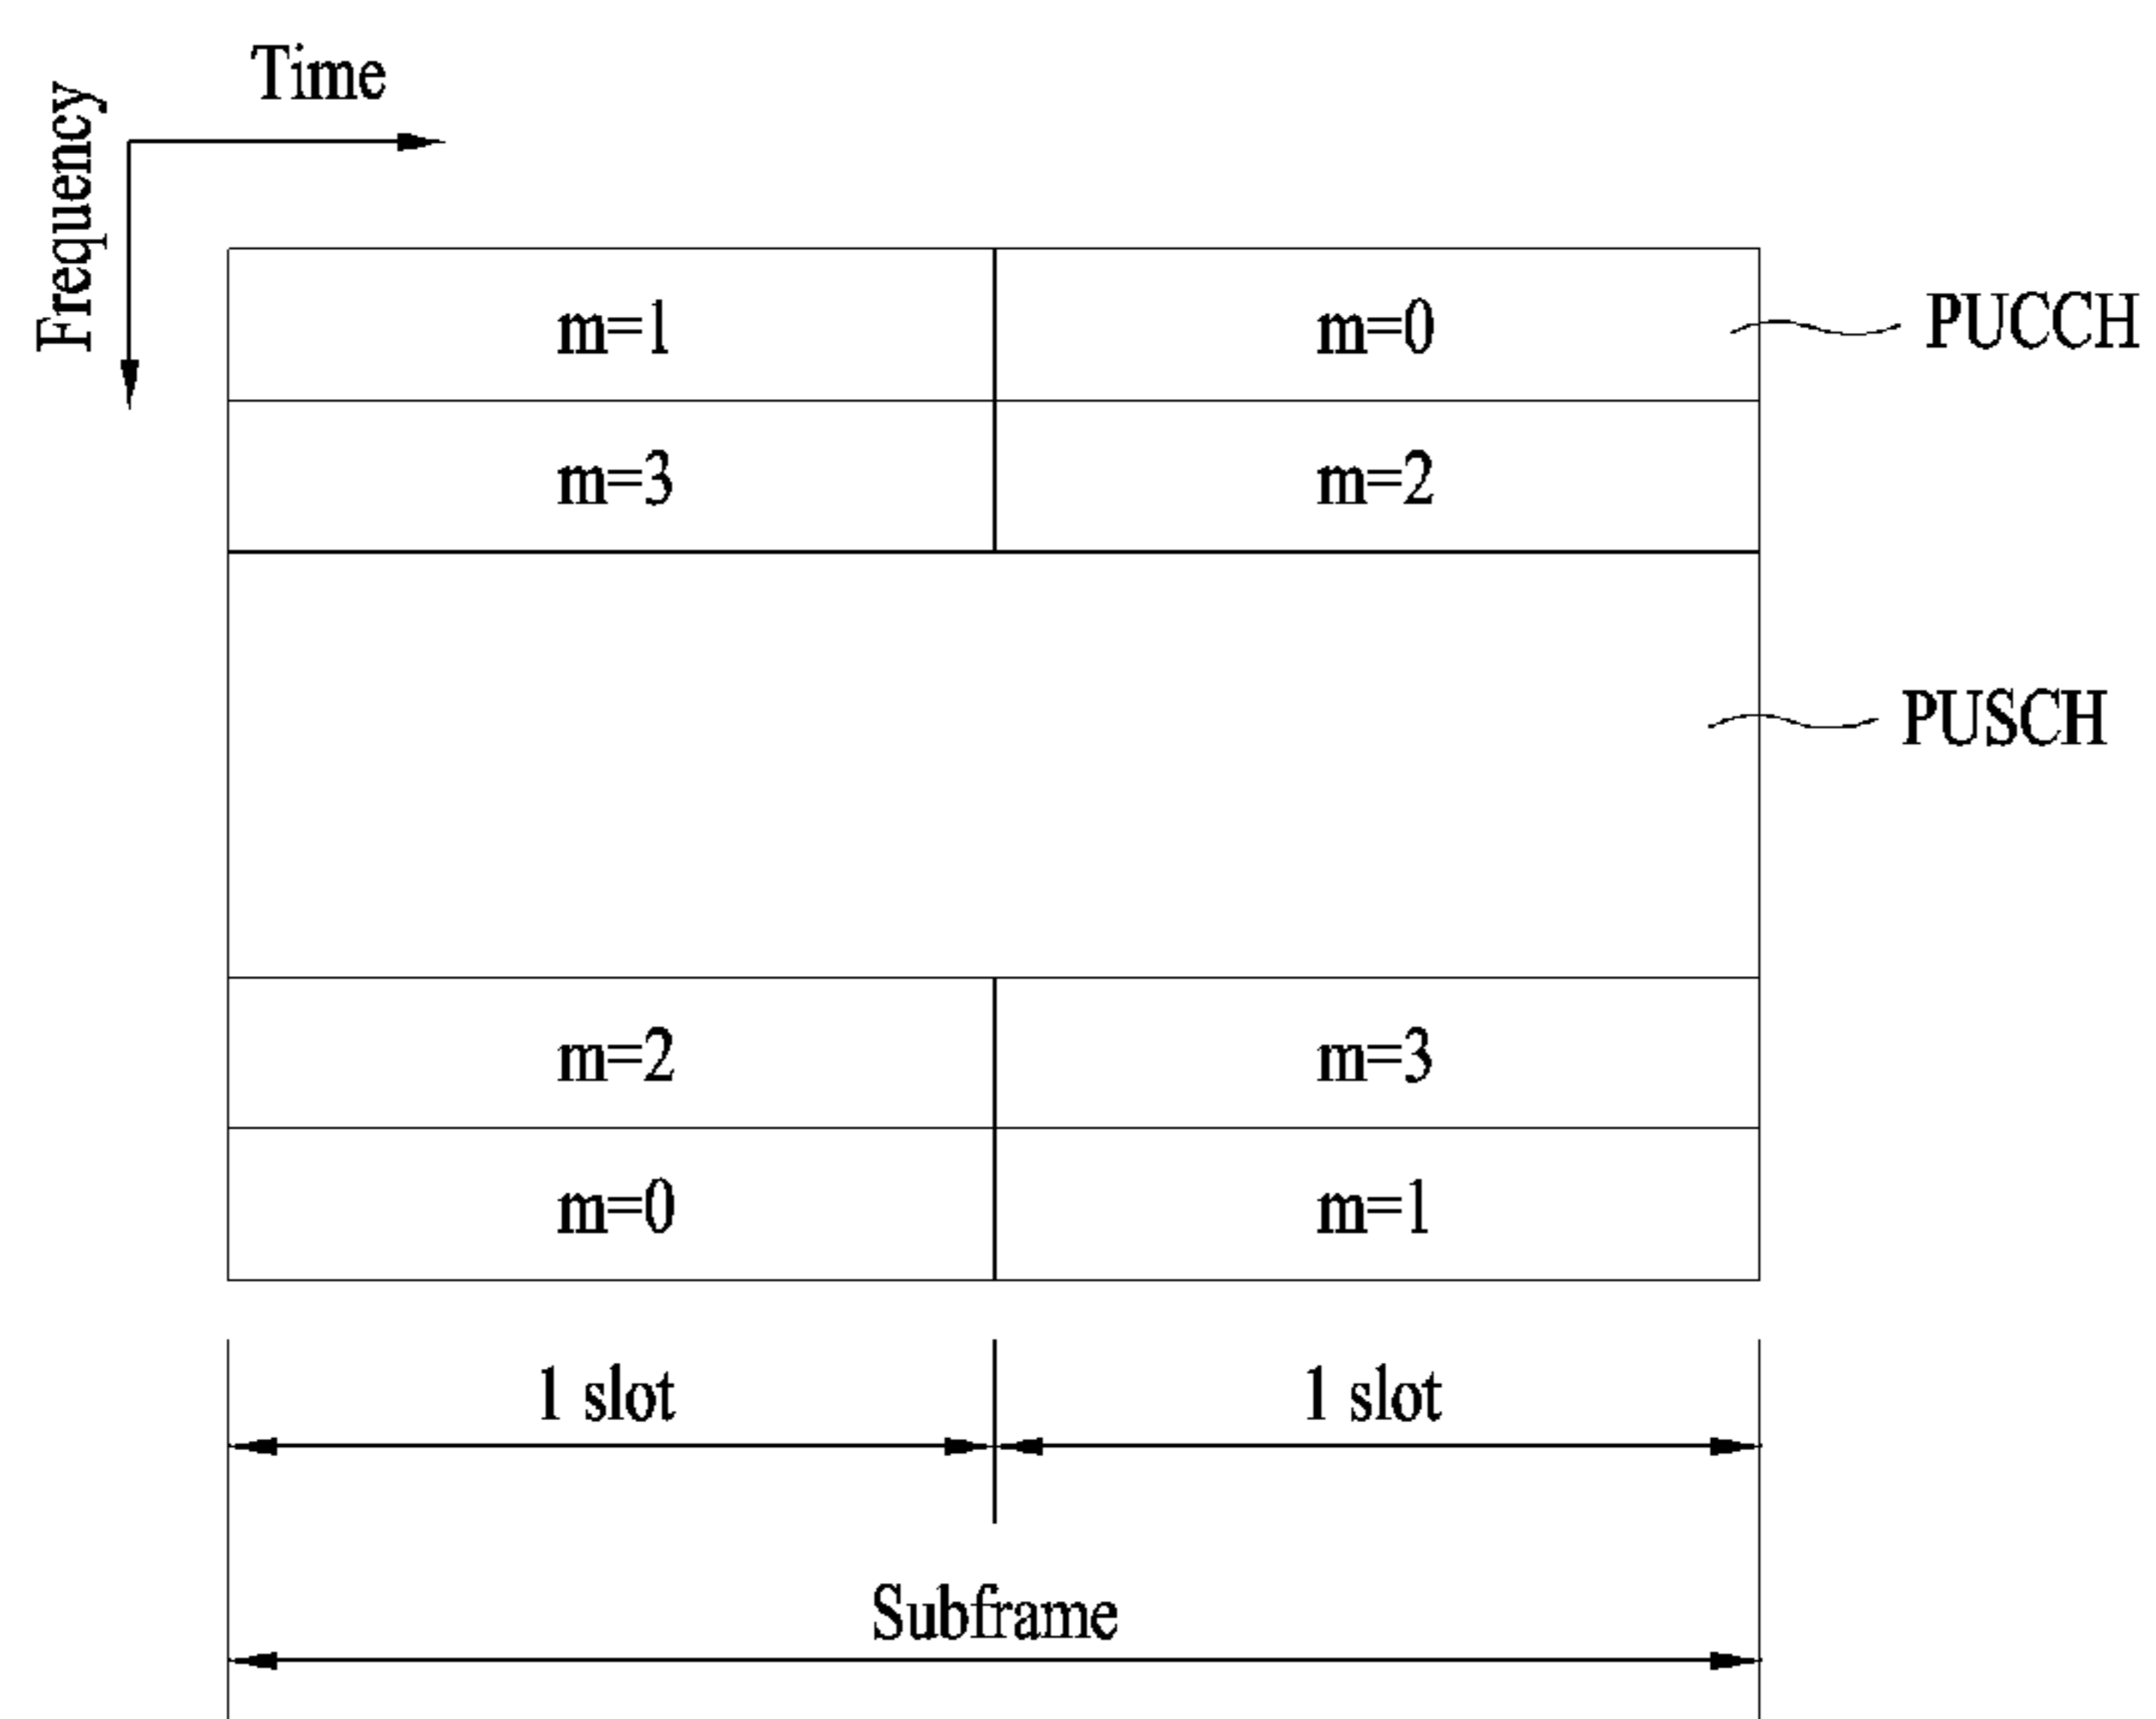 Time
Frequency
m=1 m=0 PUCCH
m=3 m=2
PUSCH
m=2 m=3
m=0 m=1
1 slot 1 slot
Subframe